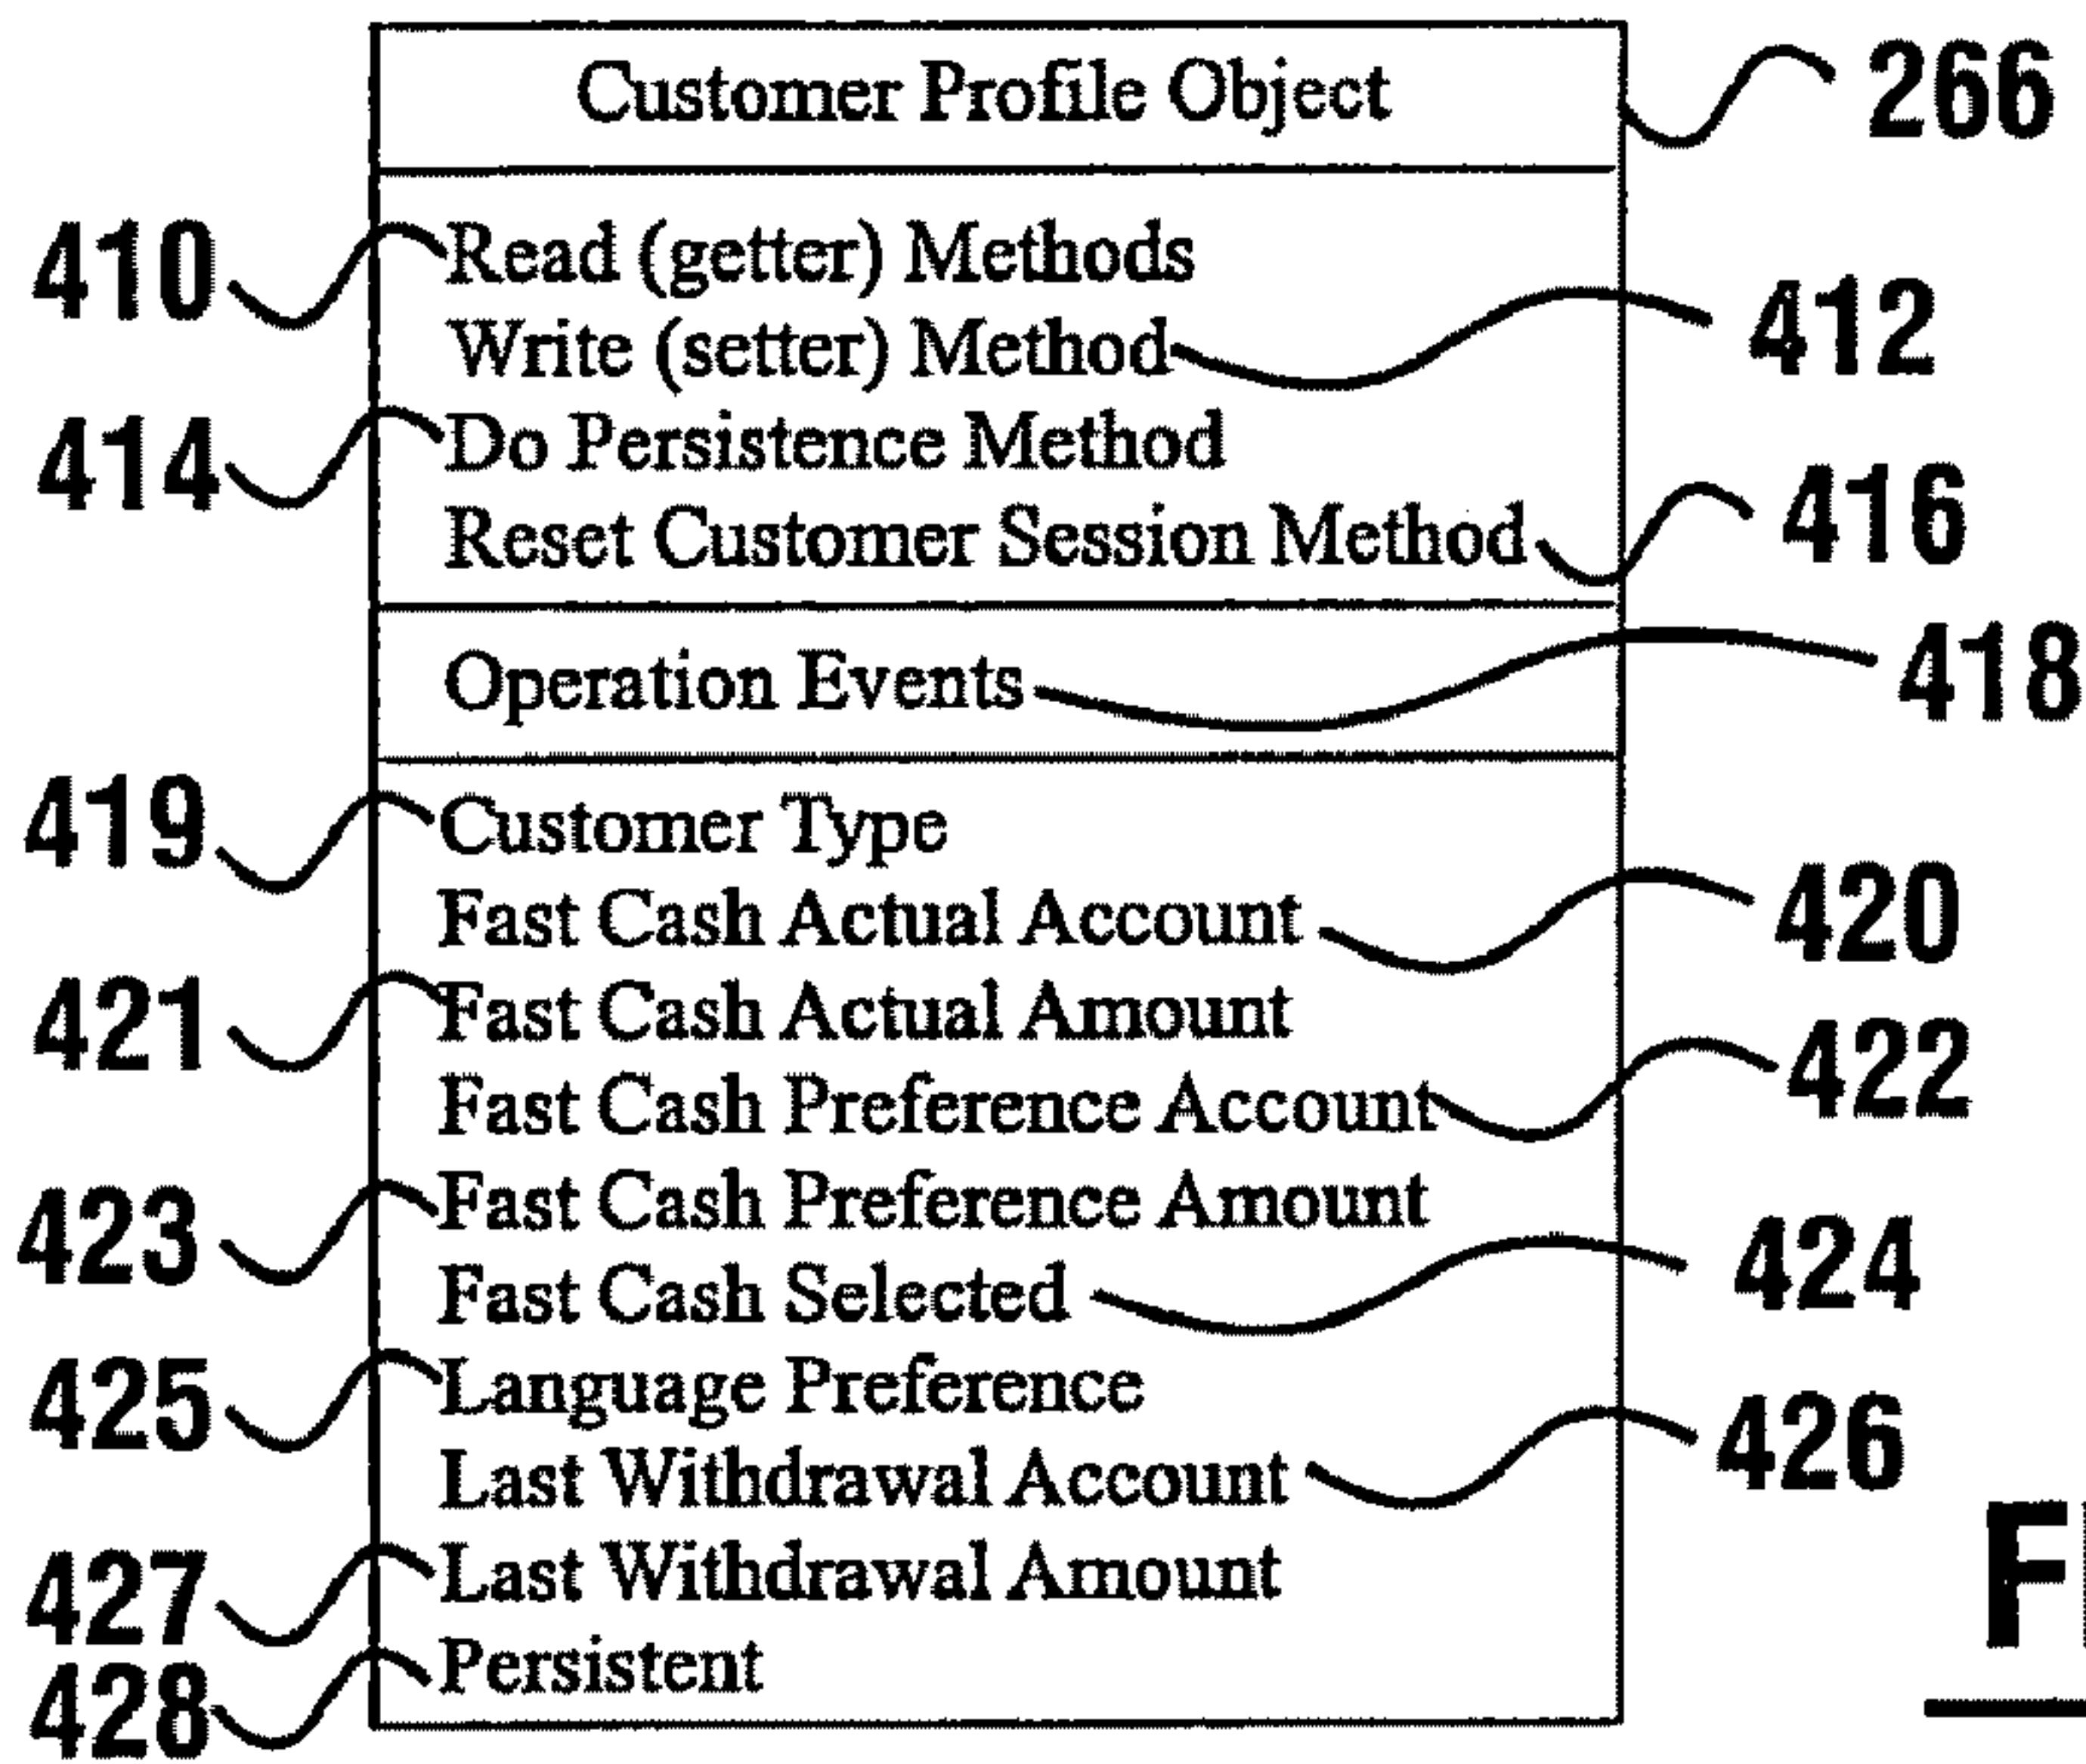 Customer Profile Object
266
410
Read (getter) Methods
Write (setter) Method
412
414
Do Persistence Method
Reset Customer Session Method
416
Operation Events
418
419
Customer Type
Fast Cash Actual Account
420
421
Fast Cash Actual Amount
Fast Cash Preference Account
422
423
Fast Cash Preference Amount
Fast Cash Selected
424
425
Language Preference
Last Withdrawal Account
426
427
Last Withdrawal Amount
428
Persistent